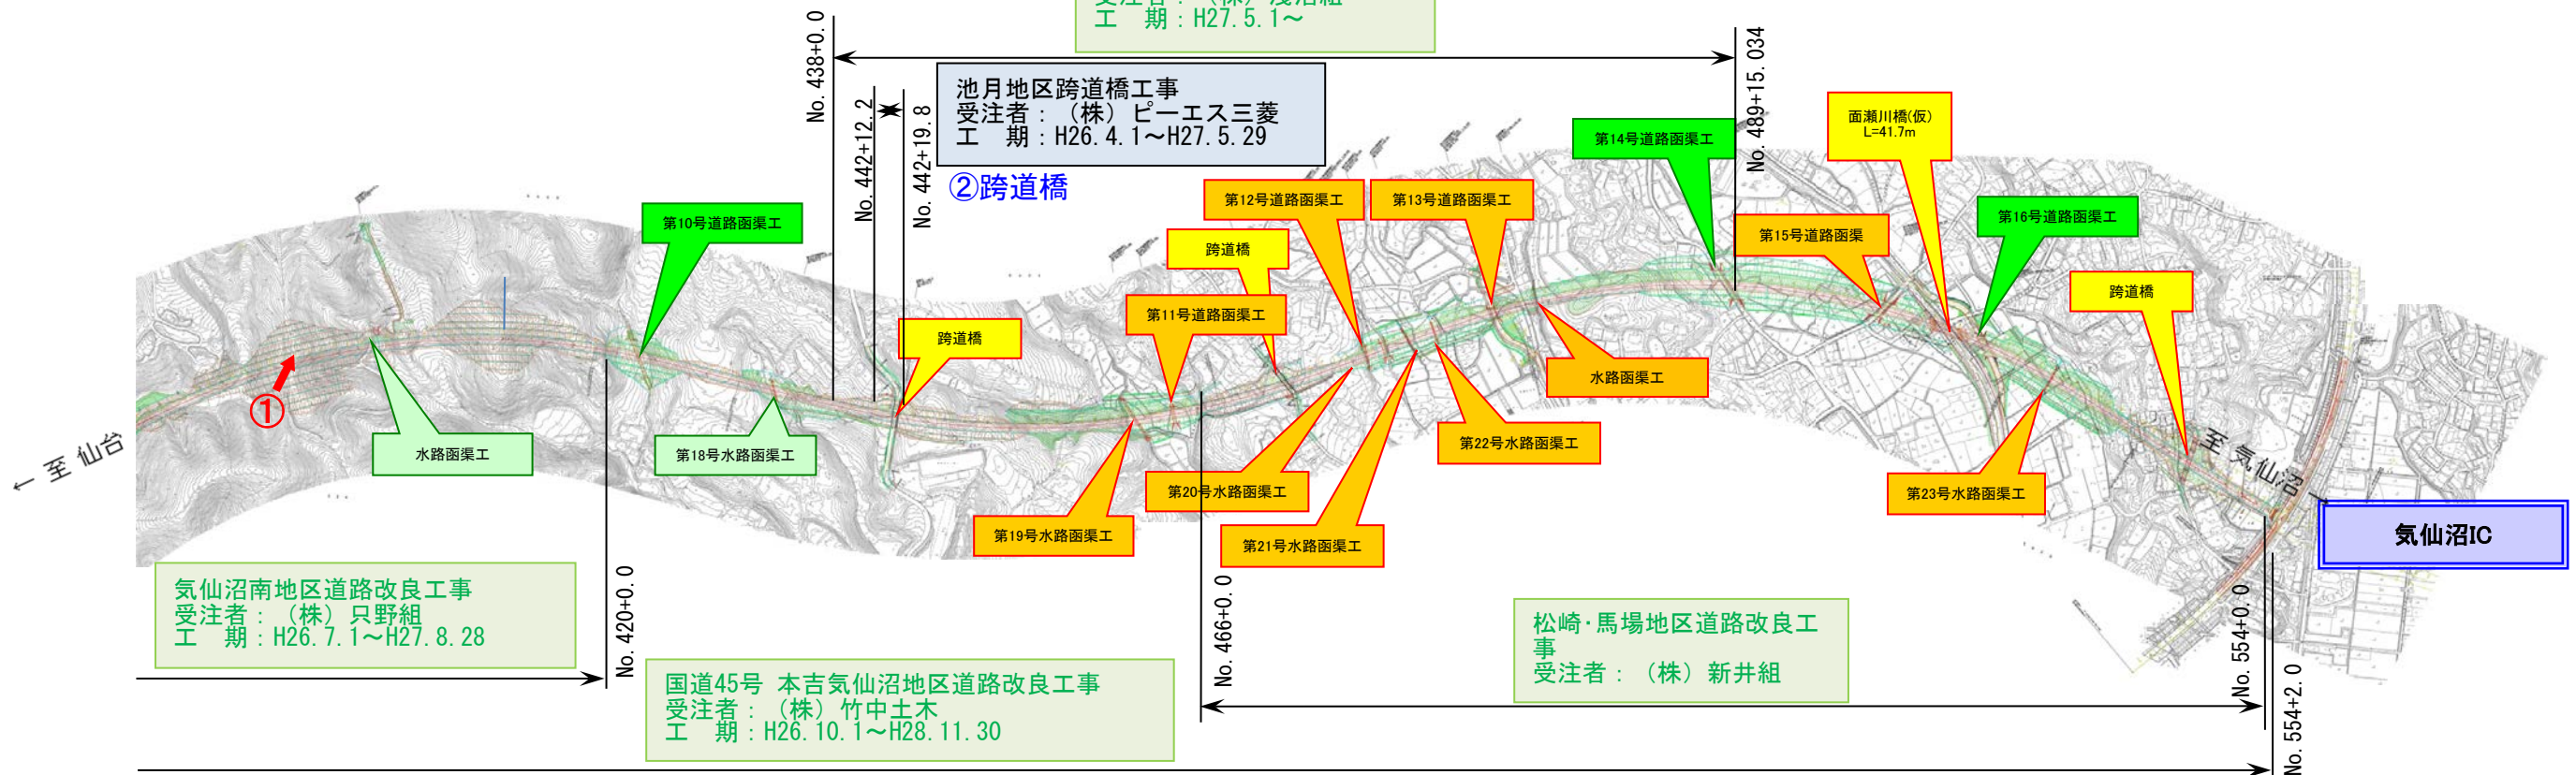 受注者：（株）浅沼組
工　期：H27.5.1～
No.438+0.0
No.442+12.2
No.442+19.8
No.489+15.034
池月地区跨道橋工事
受注者：（株）ピーエス三菱
工　期：H26.4.1～H27.5.29
②跨道橋
第14号道路函渠工
面瀬川橋(仮)
L=41.7m
第10号道路函渠工
第12号道路函渠工
第13号道路函渠工
第15号道路函渠
第16号道路函渠工
跨道橋
跨道橋
第11号道路函渠工
跨道橋
①
水路函渠工
水路函渠工
第18号水路函渠工
第22号水路函渠工
第20号水路函渠工
第23号水路函渠工
第19号水路函渠工
第21号水路函渠工
← 至 仙台
至 気仙沼 →
気仙沼IC
気仙沼南地区道路改良工事
受注者：（株）只野組
工　期：H26.7.1～H27.8.28
No.420+0.0
No.466+0.0
松崎･馬場地区道路改良工
事
受注者：（株）新井組
No.554+0.0
No.554+2.0
国道45号 本吉気仙沼地区道路改良工事
受注者：（株）竹中土木
工　期：H26.10.1～H28.11.30